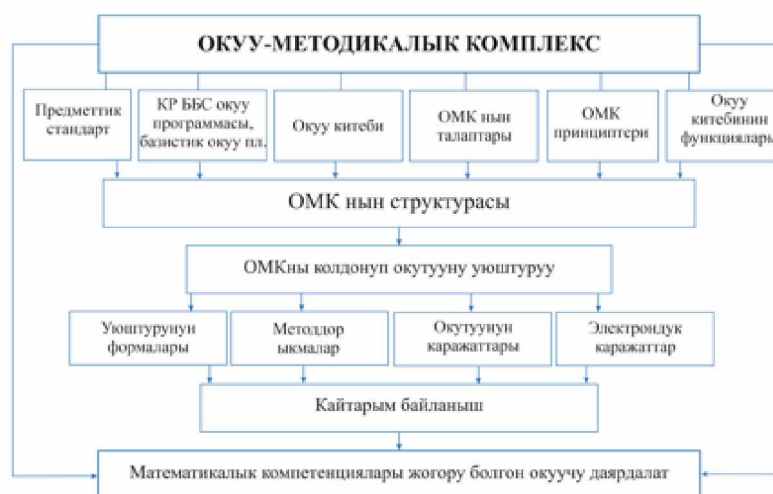 ОКУУ-МЕТОДИКАЛЫК КОМПЛЕКС
Предметтик
стандарт
КР ББС окуу
программасы,
базистик окуу пл.
Окуу китеби
ОМК нын
талаптары
ОМК
принциптери
Окуу
китебинин
функциялары
ОМК нын структурасы
ОМКны колдонуп окутууну уюштуруу
Уюштурунун
формалары
Метолдор
ыкмалар
Окутуунун
каражаттары
Электрондук
каражаттар
Кайтарым байланыш
Математикалык компетенциялары жогору болгон окуучу даярдалат